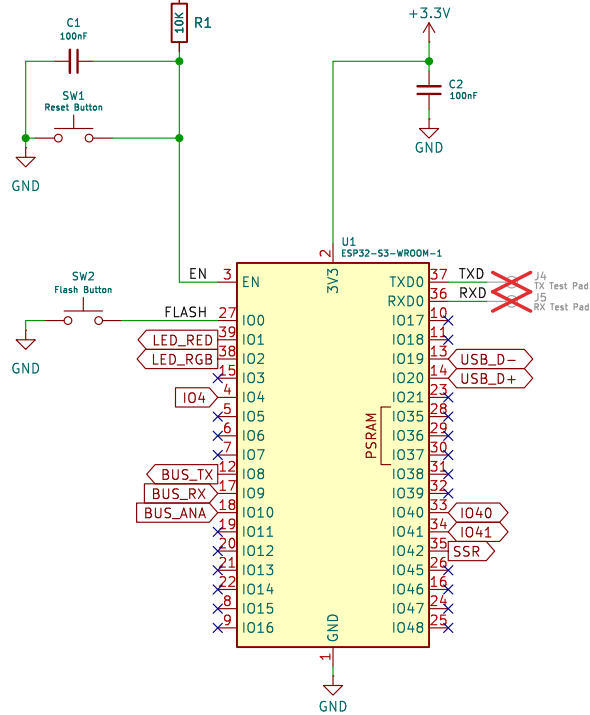 C1
100nF
10K
R1
+3.3V
C2
100nF
GND
SW1
Reset Button
GND
U1
ESP32-S3-WROOM-1
2
3V3
EN
3
EN
SW2
Flash Button
GND
FLASH
27
IO0
LED_RED
39
IO1
LED_RGB
38
IO2
15
IO3
IO4
4
IO4
5
IO5
6
IO6
7
IO7
BUS_TX
12
IO8
BUS_RX
17
IO9
BUS_ANA
18
IO10
19
IO11
20
IO12
21
IO13
22
IO14
8
IO15
9
IO16
TXD0
37
TXD
J4
TX Test Pad
RXD0
36
RXD
J5
RX Test Pad
IO17
10
IO18
11
IO19
13
USB_D-
IO20
14
USB_D+
IO21
23
PSRAM
IO35
28
IO36
29
IO37
30
IO38
31
IO39
32
IO40
33
IO40
IO41
34
IO41
IO42
35
SSR
IO45
26
IO46
16
IO47
24
IO48
25
GND
1
GND